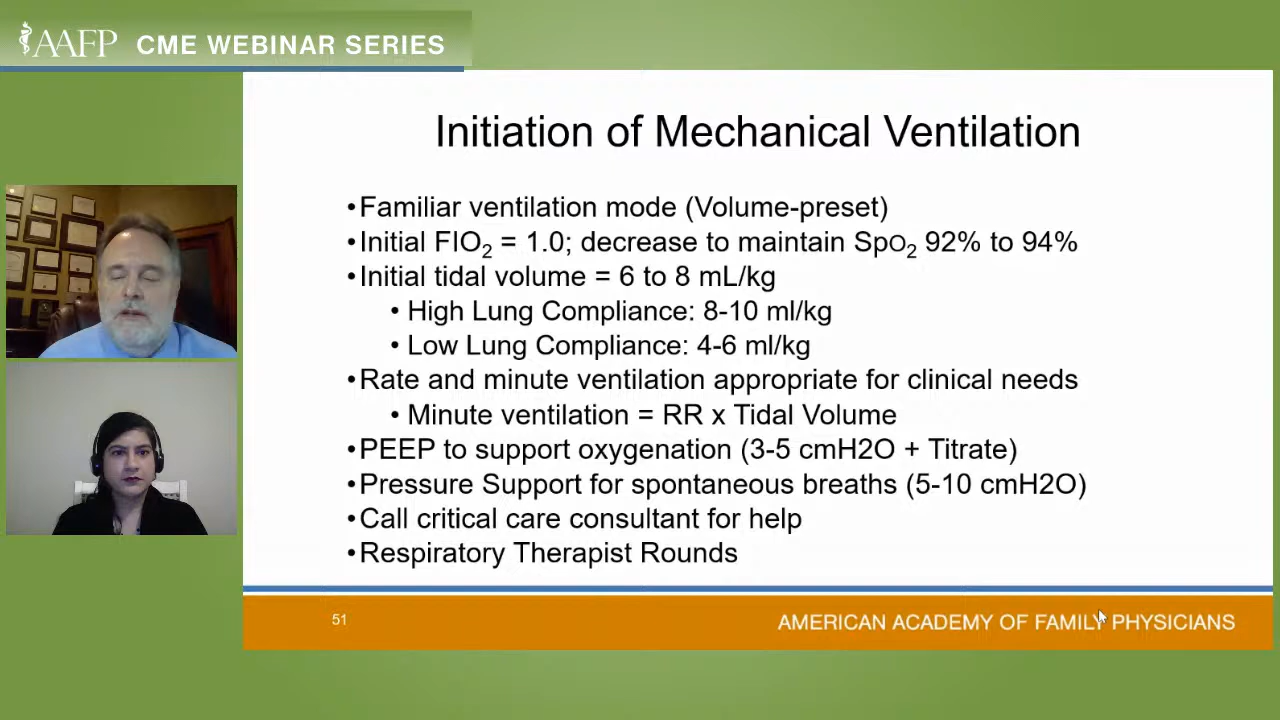 AAFP CME WEBINAR SERIES
Initiation of Mechanical Ventilation
•Familiar ventilation mode (Volume-preset)
•Initial FIO2 = 1.0; decrease to maintain SpO2 92% to 94%
•Initial tidal volume = 6 to 8 mL/kg
• High Lung Compliance: 8-10 ml/kg
• Low Lung Compliance: 4-6 ml/kg
•Rate and minute ventilation appropriate for clinical needs
• Minute ventilation = RR x Tidal Volume
•PEEP to support oxygenation (3-5 cmH2O + Titrate)
•Pressure Support for spontaneous breaths (5-10 cmH2O)
•Call critical care consultant for help
•Respiratory Therapist Rounds
51
AMERICAN ACADEMY OF FAMILY PHYSICIANS